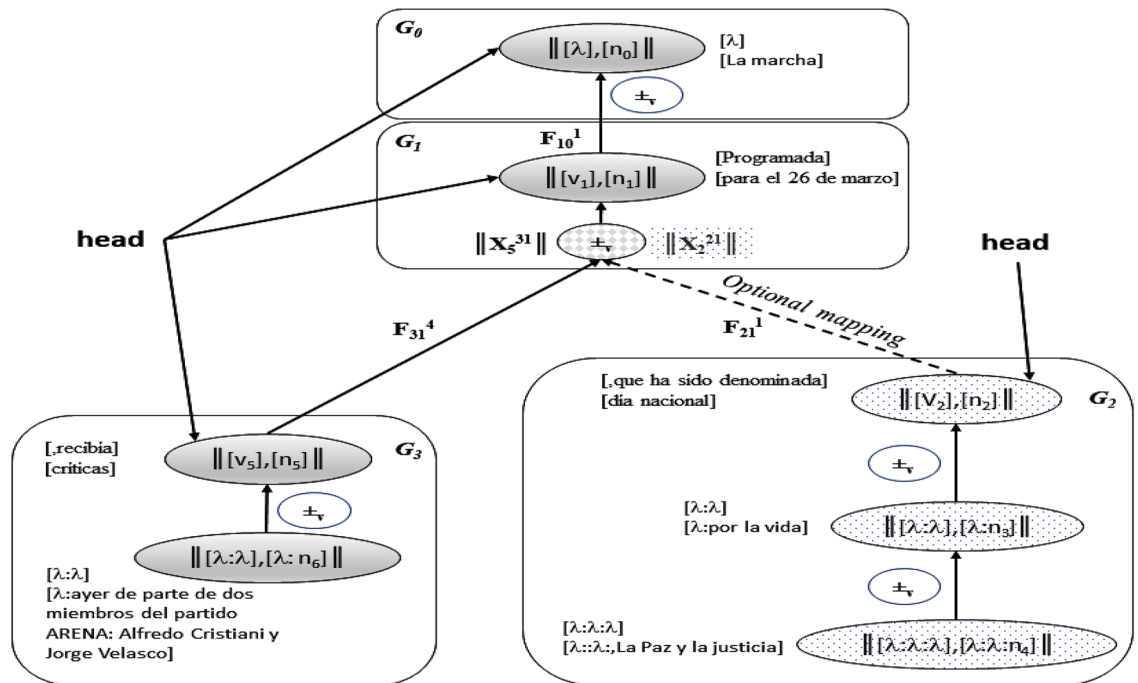 G₀
‖[λ],[n₀]‖
[λ]
[La marcha]
±ᵥ
F₁₀¹
G₁
‖[v₁],[n₁]‖
[Programada]
[para el 26 de marzo]
head
‖X₅³¹‖
±ᵥ
‖X₂²¹‖
head
Optional mapping
F₃₁⁴
F₂₁¹
[,que ha sido denominada]
[día nacional]
‖[V₂],[n₂]‖
G₂
[,recibía]
[críticas]
‖[v₅],[n₅]‖
G₃
±ᵥ
[λ:λ]
[λ:por la vida]
‖[λ:λ],[λ:n₃]‖
±ᵥ
‖[λ:λ],[λ: n₆]‖
[λ:λ]
[λ:ayer de parte de dos
miembros del partido
ARENA: Alfredo Cristiani y
Jorge Velasco]
±ᵥ
[λ:λ:λ]
[λ::λ:,La Paz y la justicia]
‖[λ:λ:λ],[λ:λ:n₄]‖